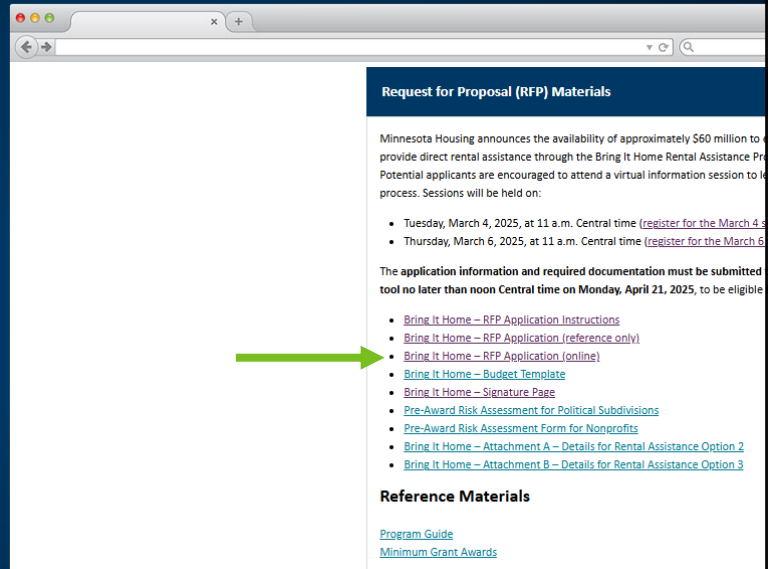 Request for Proposal (RFP) Materials
Minnesota Housing announces the availability of approximately $60 million to
provide direct rental assistance through the Bring It Home Rental Assistance
Potential applicants are encouraged to attend a virtual information session to
process. Sessions will be held on:
Tuesday, March 4, 2025, at 11 a.m. Central time (register for the March 4
Thursday, March 6, 2025, at 11 a.m. Central time (register for the March 6
The application information and required documentation must be submitted
tool no later than noon Central time on Monday, April 21, 2025, to be eligible
Bring It Home – RFP Application Instructions
Bring It Home – RFP Application (reference only)
Bring It Home – RFP Application (online)
Bring It Home – Budget Template
Bring It Home – Signature Page
Pre-Award Risk Assessment for Political Subdivisions
Pre-Award Risk Assessment Form for Nonprofits
Bring It Home – Attachment A – Details for Rental Assistance Option 2
Bring It Home – Attachment B – Details for Rental Assistance Option 3
Reference Materials
Program Guide
Minimum Grant Awards